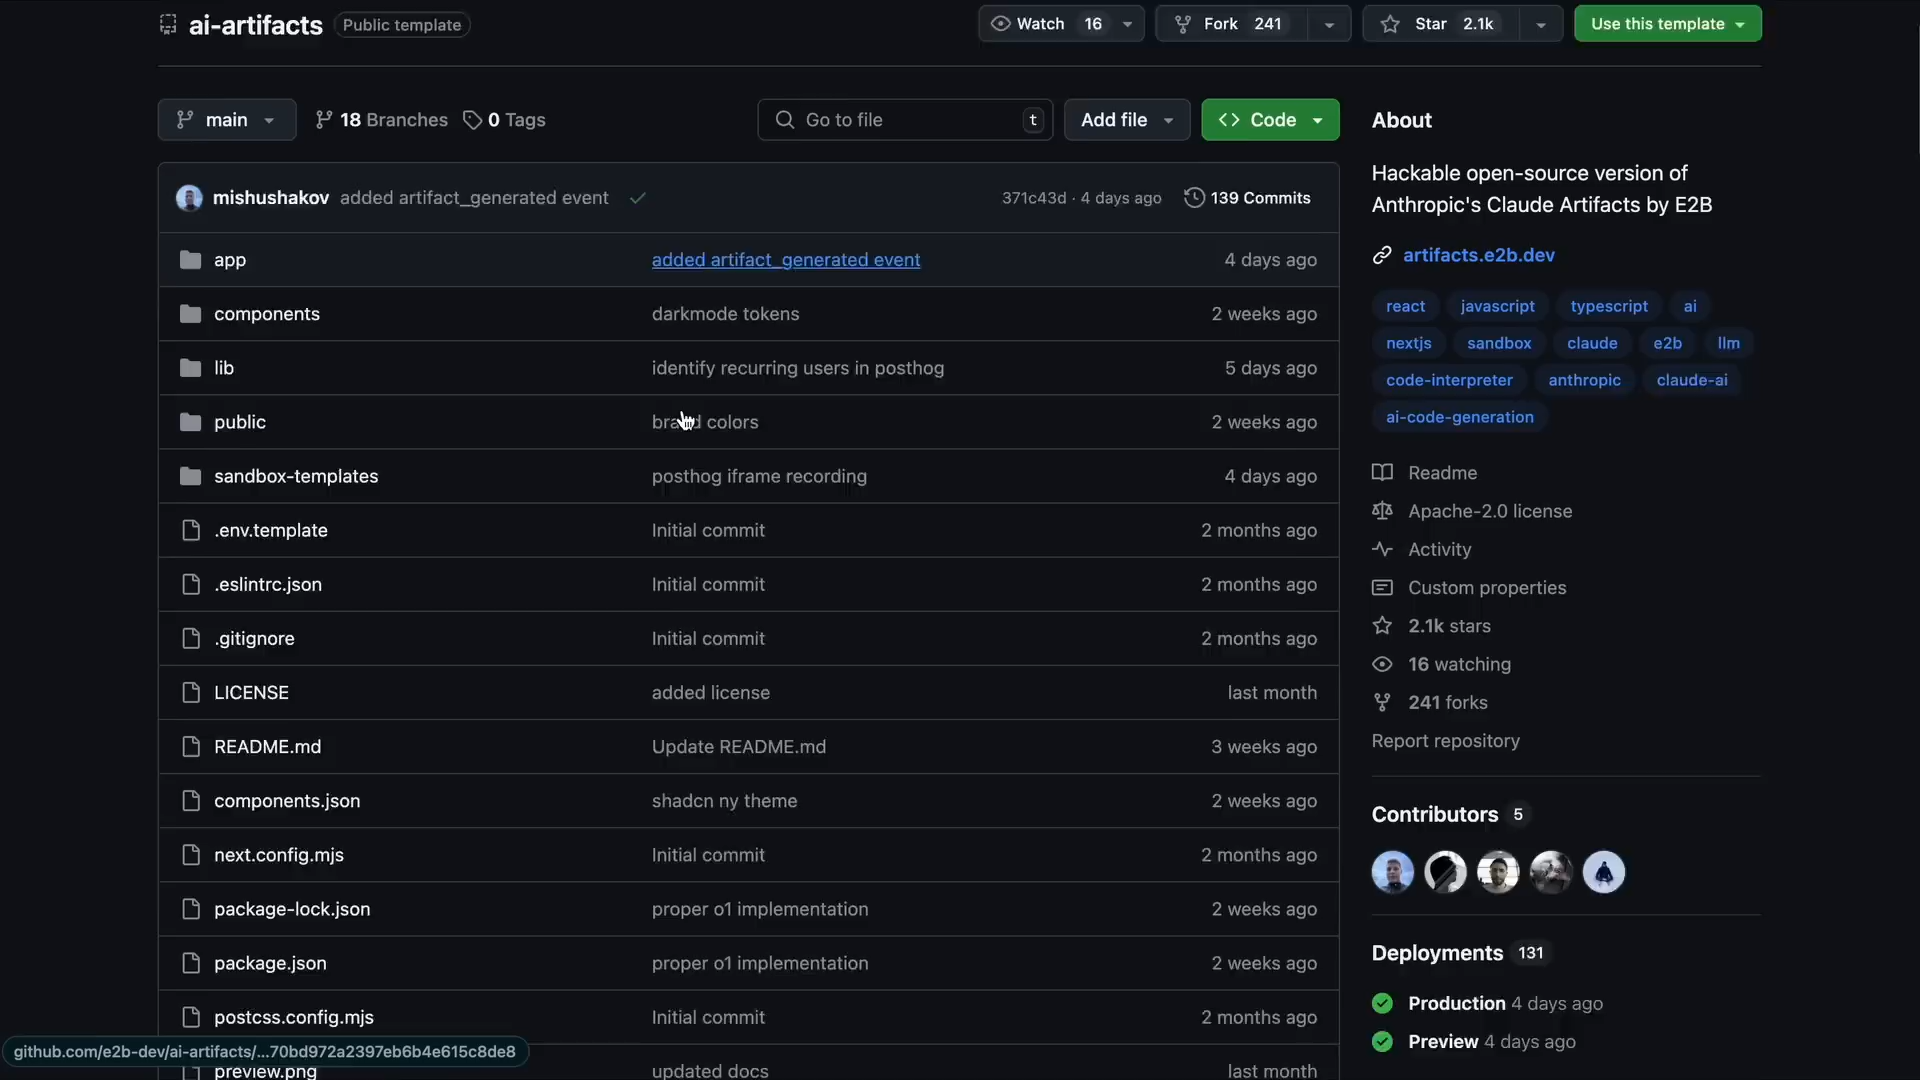 ai-artifacts Public template Watch 16 Fork 241 Star 2.1k Use this template
main 18 Branches 0 Tags Go to file t Add file <> Code
mishushakov added artifact_generated event 371c43d · 4 days ago 139 Commits
app added artifact_generated event 4 days ago
components darkmode tokens 2 weeks ago
lib identify recurring users in posthog 5 days ago
public brand colors 2 weeks ago
sandbox-templates posthog iframe recording 4 days ago
.env.template Initial commit 2 months ago
.eslintrc.json Initial commit 2 months ago
.gitignore Initial commit 2 months ago
LICENSE added license last month
README.md Update README.md 3 weeks ago
components.json shadcn ny theme 2 weeks ago
next.config.mjs Initial commit 2 months ago
package-lock.json proper o1 implementation 2 weeks ago
package.json proper o1 implementation 2 weeks ago
postcss.config.mjs Initial commit 2 months ago
preview.png updated docs last month
github.com/e2b-dev/ai-artifacts/...70bd972a2397eb6b4e615c8de8
About
Hackable open-source version of
Anthropic's Claude Artifacts by E2B
artifacts.e2b.dev
react javascript typescript ai
nextjs sandbox claude e2b llm
code-interpreter anthropic claude-ai
ai-code-generation
Readme
Apache-2.0 license
Activity
Custom properties
2.1k stars
16 watching
241 forks
Report repository
Contributors 5
Deployments 131
Production 4 days ago
Preview 4 days ago